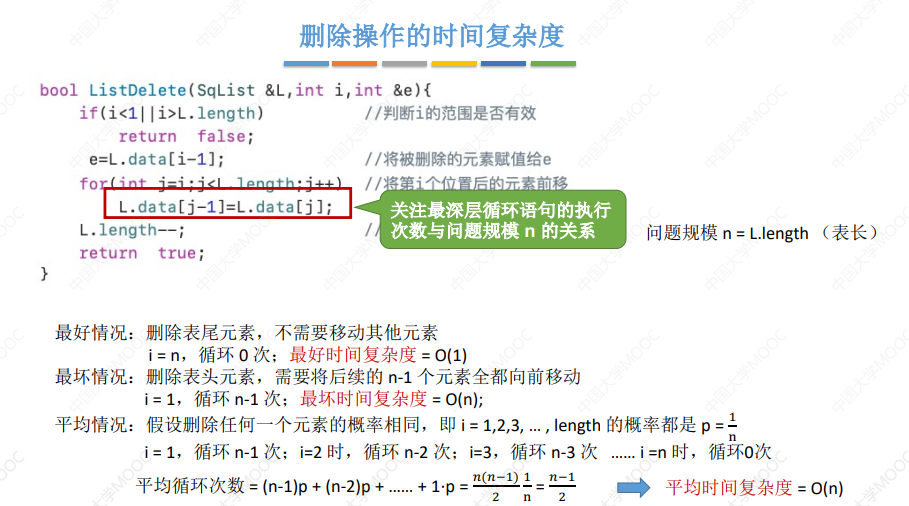 删除操作的时间复杂度
bool ListDelete(SqList &L,int i,int &e){
if(i<1||i>L.length) //判断i的范围是否有效
return false;
e=L.data[i-1]; //将被删除的元素赋值给e
for(int j=i;j<L.length;j++) //将第i个位置后的元素前移
L.data[j-1]=L.data[j];
关注最深层循环语句的执行
次数与问题规模 n 的关系
L.length--; //
return true;
}
问题规模 n = L.length （表长）
最好情况：删除表尾元素，不需要移动其他元素
i = n，循环 0 次；最好时间复杂度 = O(1)
最坏情况：删除表头元素，需要将后续的 n-1 个元素全都向前移动
i = 1，循环 n-1 次；最坏时间复杂度 = O(n);
平均情况：假设删除任何一个元素的概率相同，即 i = 1,2,3, … , length 的概率都是 p = 1/n
i = 1，循环 n-1 次；i=2 时，循环 n-2 次；i=3，循环 n-3 次 …… i =n 时，循环0次
平均循环次数 = (n-1)p + (n-2)p + …… + 1·p = n(n−1)/2 1/n = n−1/2 平均时间复杂度 = O(n)
中国大学MOOC